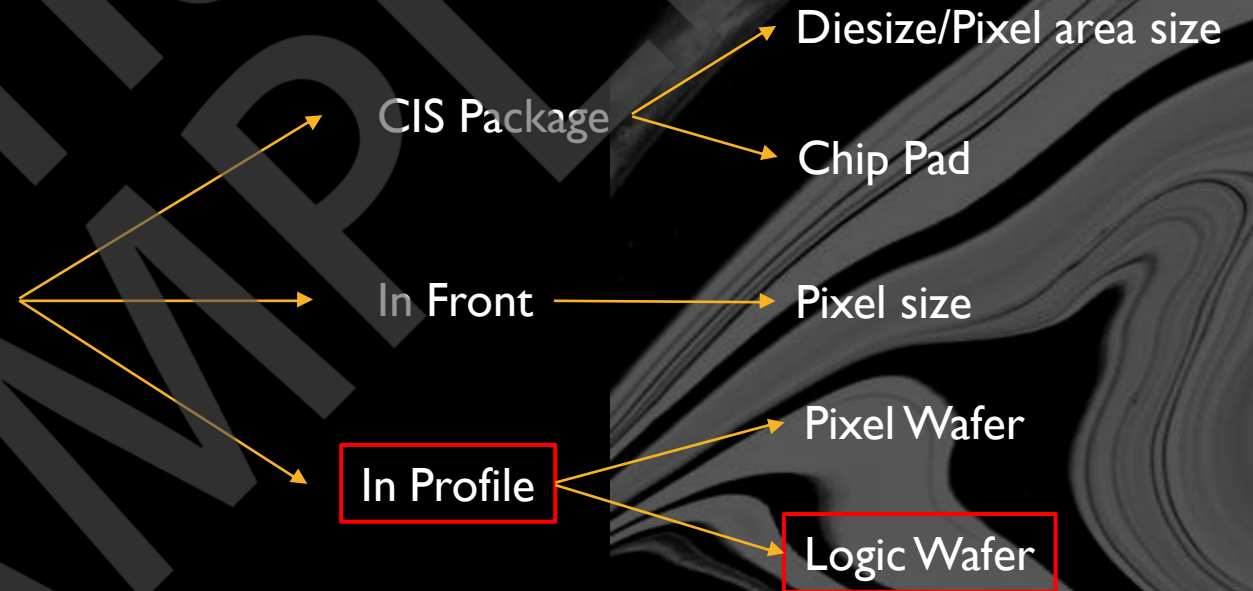 Diesize/Pixel area size
CIS Package
Chip Pad
In Front
Pixel size
Pixel Wafer
In Profile
Logic Wafer